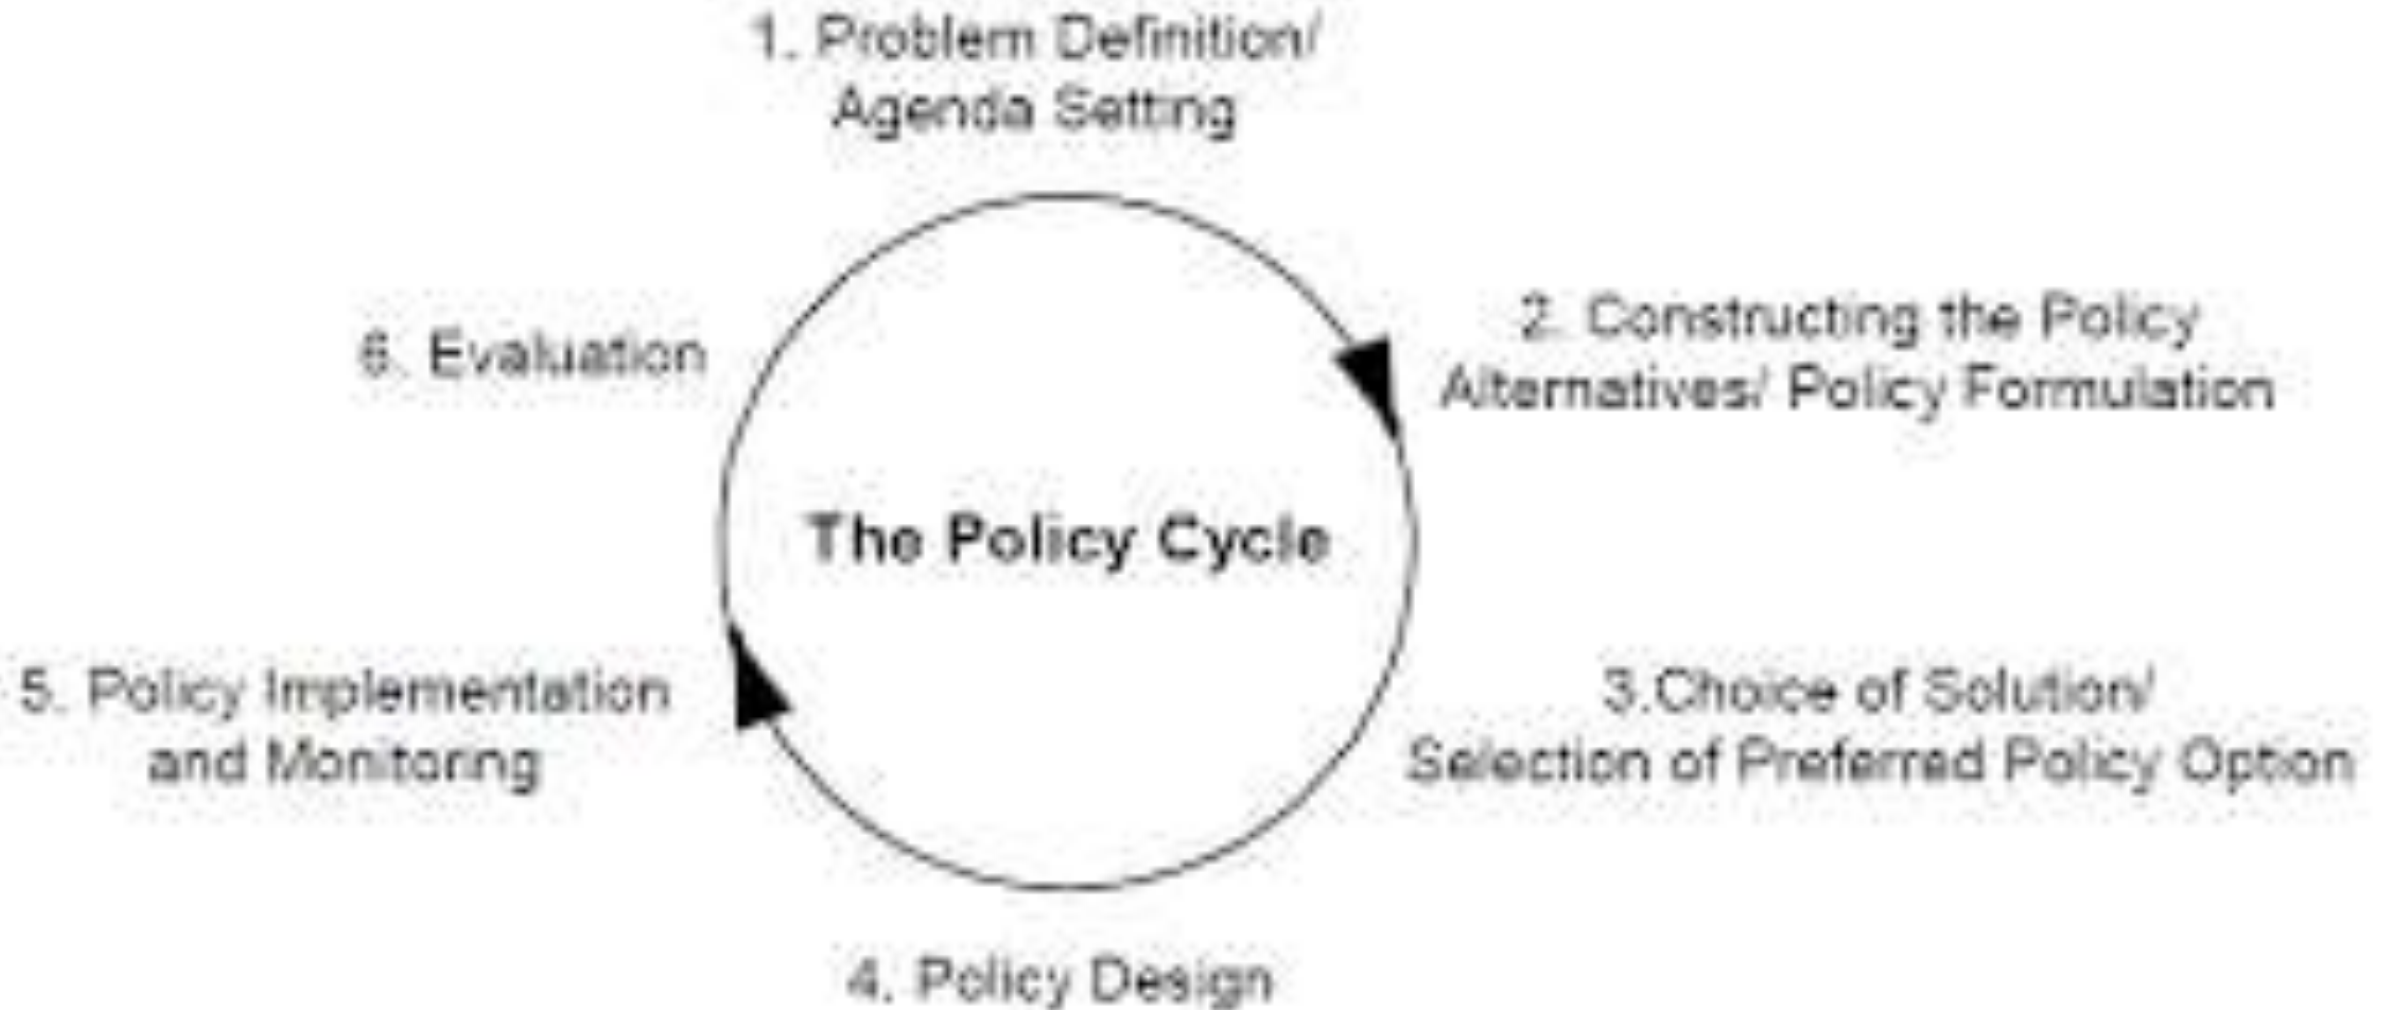 1. Problem Definition/
Agenda Setting
2. Constructing the Policy
Alternatives/ Policy Formulation
3.Choice of Solution/
Selection of Preferred Policy Option
4. Policy Design
5. Policy Implementation
and Monitoring
6. Evaluation
The Policy Cycle